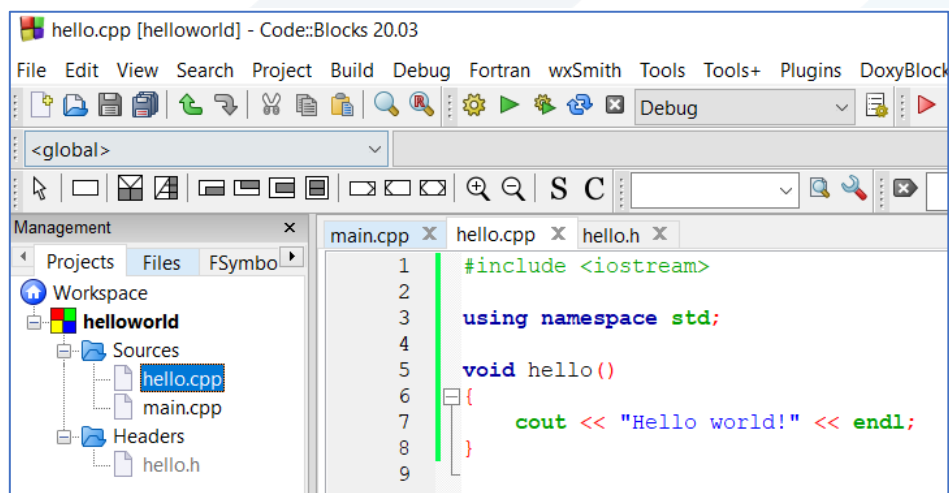 hello.cpp [helloworld] - Code::Blocks 20.03
File Edit View Search Project Build Debug Fortran wxSmith Tools Tools+ Plugins DoxyBlock
Debug
<global>
S C
Management
Projects Files FSymbo
Workspace
helloworld
Sources
hello.cpp
main.cpp
Headers
hello.h
main.cpp hello.cpp hello.h
1 #include <iostream>
2
3 using namespace std;
4
5 void hello()
6 {
7 cout << "Hello world!" << endl;
8 }
9